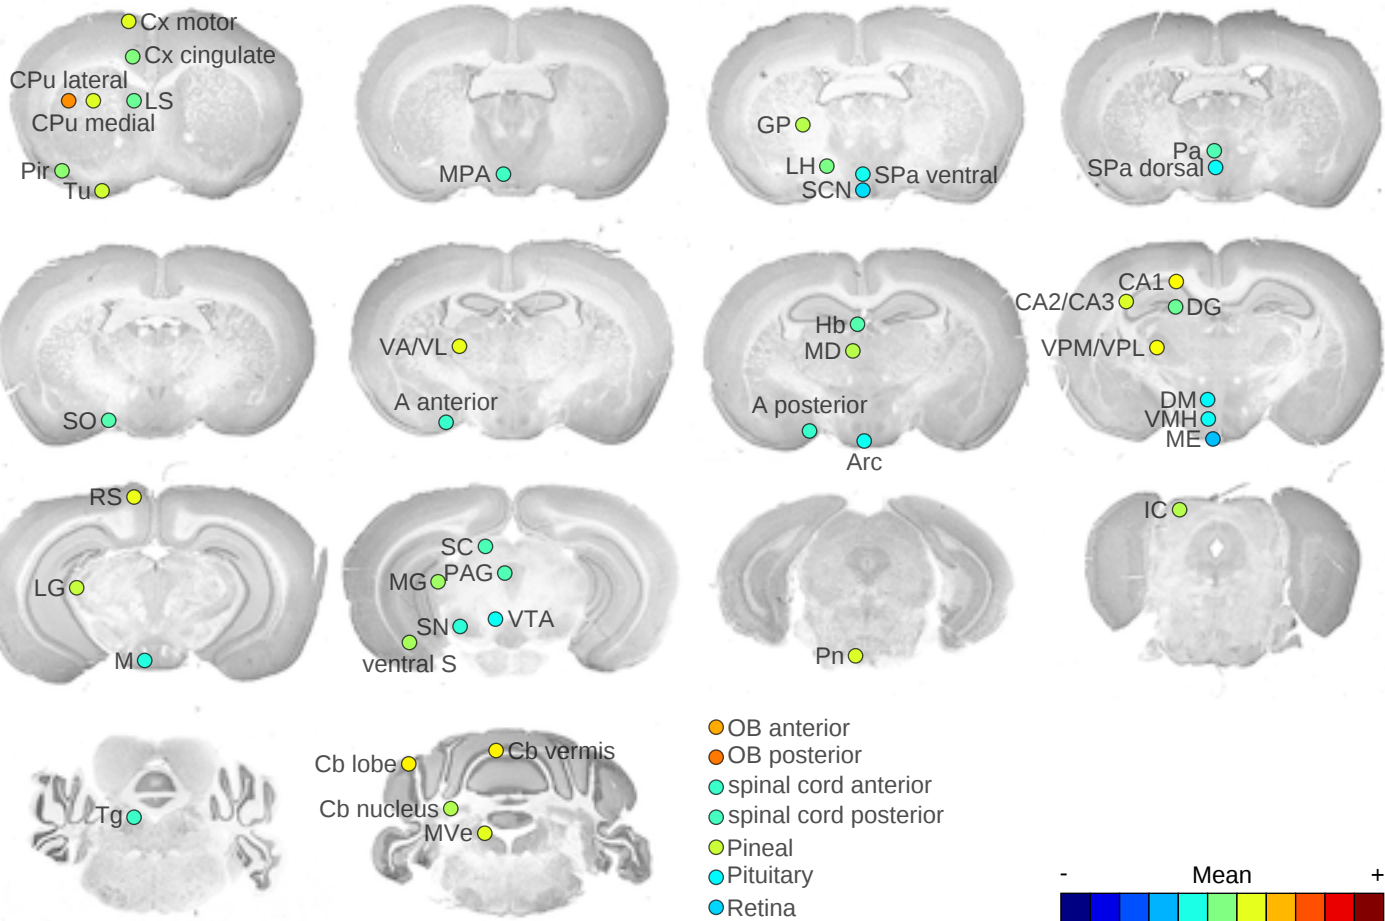 Cx motor
Cx cingulate
CPu lateral
LS
CPu medial
Pir
Tu
MPA
GP
LH
SPa ventral
SCN
Pa
SPa dorsal
SO
VA/VL
A anterior
Hb
MD
A posterior
Arc
CA1
CA2/CA3
DG
VPM/VPL
DM
VMH
ME
RS
LG
M
SC
PAG
MG
SN
VTA
ventral S
Pn
IC
Tg
Cb lobe
Cb vermis
Cb nucleus
MVe
OB anterior
OB posterior
spinal cord anterior
spinal cord posterior
Pineal
Pituitary
Retina
- Mean +